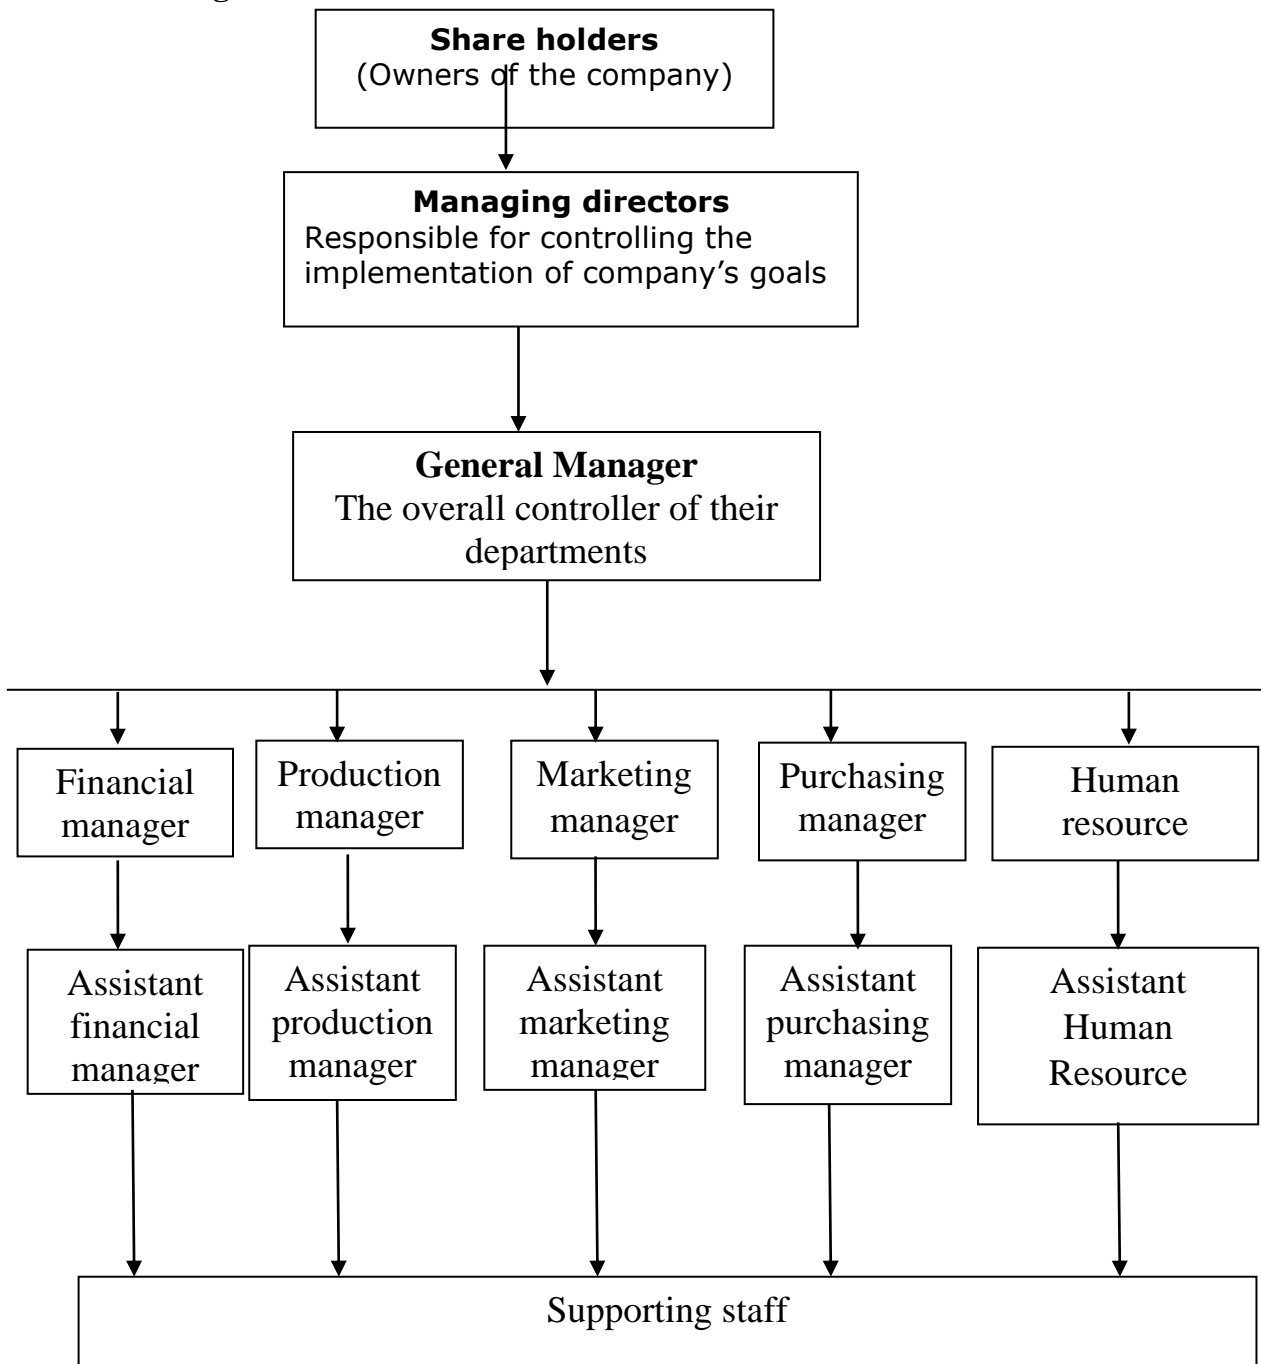 Share holders
(Owners of the company)
Managing directors
Responsible for controlling the
implementation of company’s goals
General Manager
The overall controller of their
departments
Financial
manager
Production
manager
Marketing
manager
Purchasing
manager
Human
resource
Assistant
financial
manager
Assistant
production
manager
Assistant
marketing
manager
Assistant
purchasing
manager
Assistant
Human
Resource
Supporting staff